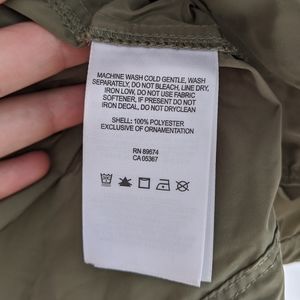 MACHINE WASH COLD GENTLE, WASH
SEPARATELY, DO NOT BLEACH, LINE DRY,
IRON LOW, DO NOT USE FABRIC
SOFTENER, IF PRESENT DO NOT
IRON DECAL, DO NOT DRYCLEAN
SHELL: 100% POLYESTER
EXCLUSIVE OF ORNAMENTATION
RN 89674
CA 05367